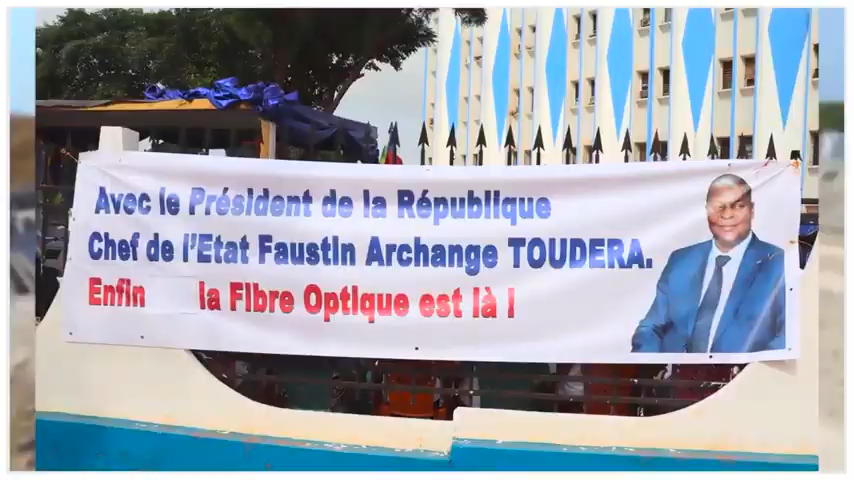 Avec le Président de la République
Chef de l'Etat Faustin Archange TOUDERA.
Enfin la Fibre Optique est là !